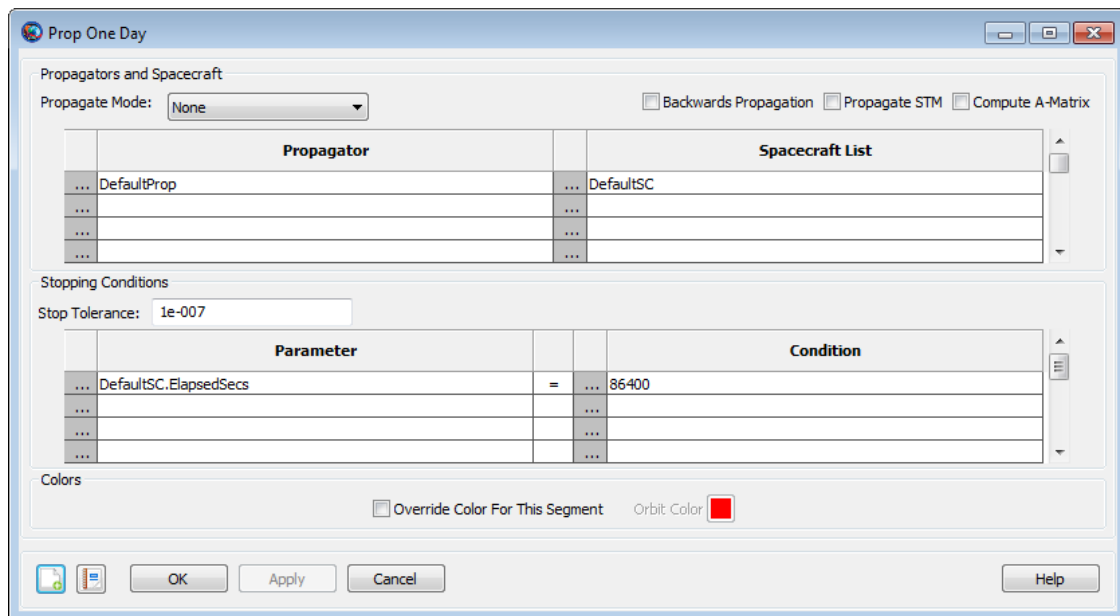 Prop One Day
Propagators and Spacecraft
Propagate Mode: None Backwards Propagation Propagate STM Compute A-Matrix
Propagator Spacecraft List
... DefaultProp ... DefaultSC
... ...
... ...
... ...
Stopping Conditions
Stop Tolerance: 1e-007
Parameter Condition
... DefaultSC.ElapsedSecs = ... 86400
... ...
... ...
... ...
Colors
Override Color For This Segment Orbit Color
OK Apply Cancel Help